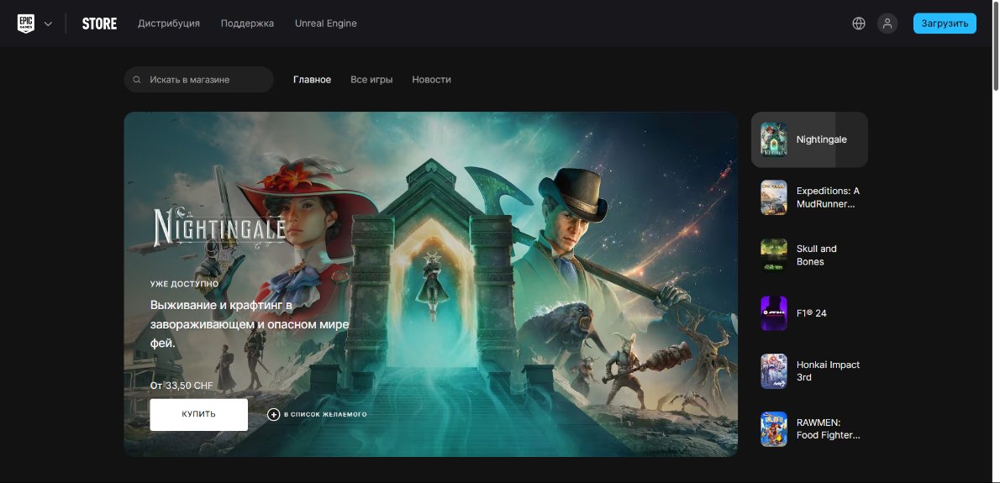 EPIC
GAMES
STORE
Дистрибуция
Поддержка
Unreal Engine
Загрузить
Искать в магазине
Главное
Все игры
Новости
NIGHTINGALE
УЖЕ ДОСТУПНО
Выживание и крафтинг в
завораживающем и опасном мире
фей.
От 33,50 CHF
КУПИТЬ
В СПИСОК ЖЕЛАЕМОГО
NIGHTINGALE
Nightingale
Expeditions: A
MudRunner...
Skull and
Bones
F1® 24
Honkai Impact
3rd
RAWMEN:
Food Fighter...